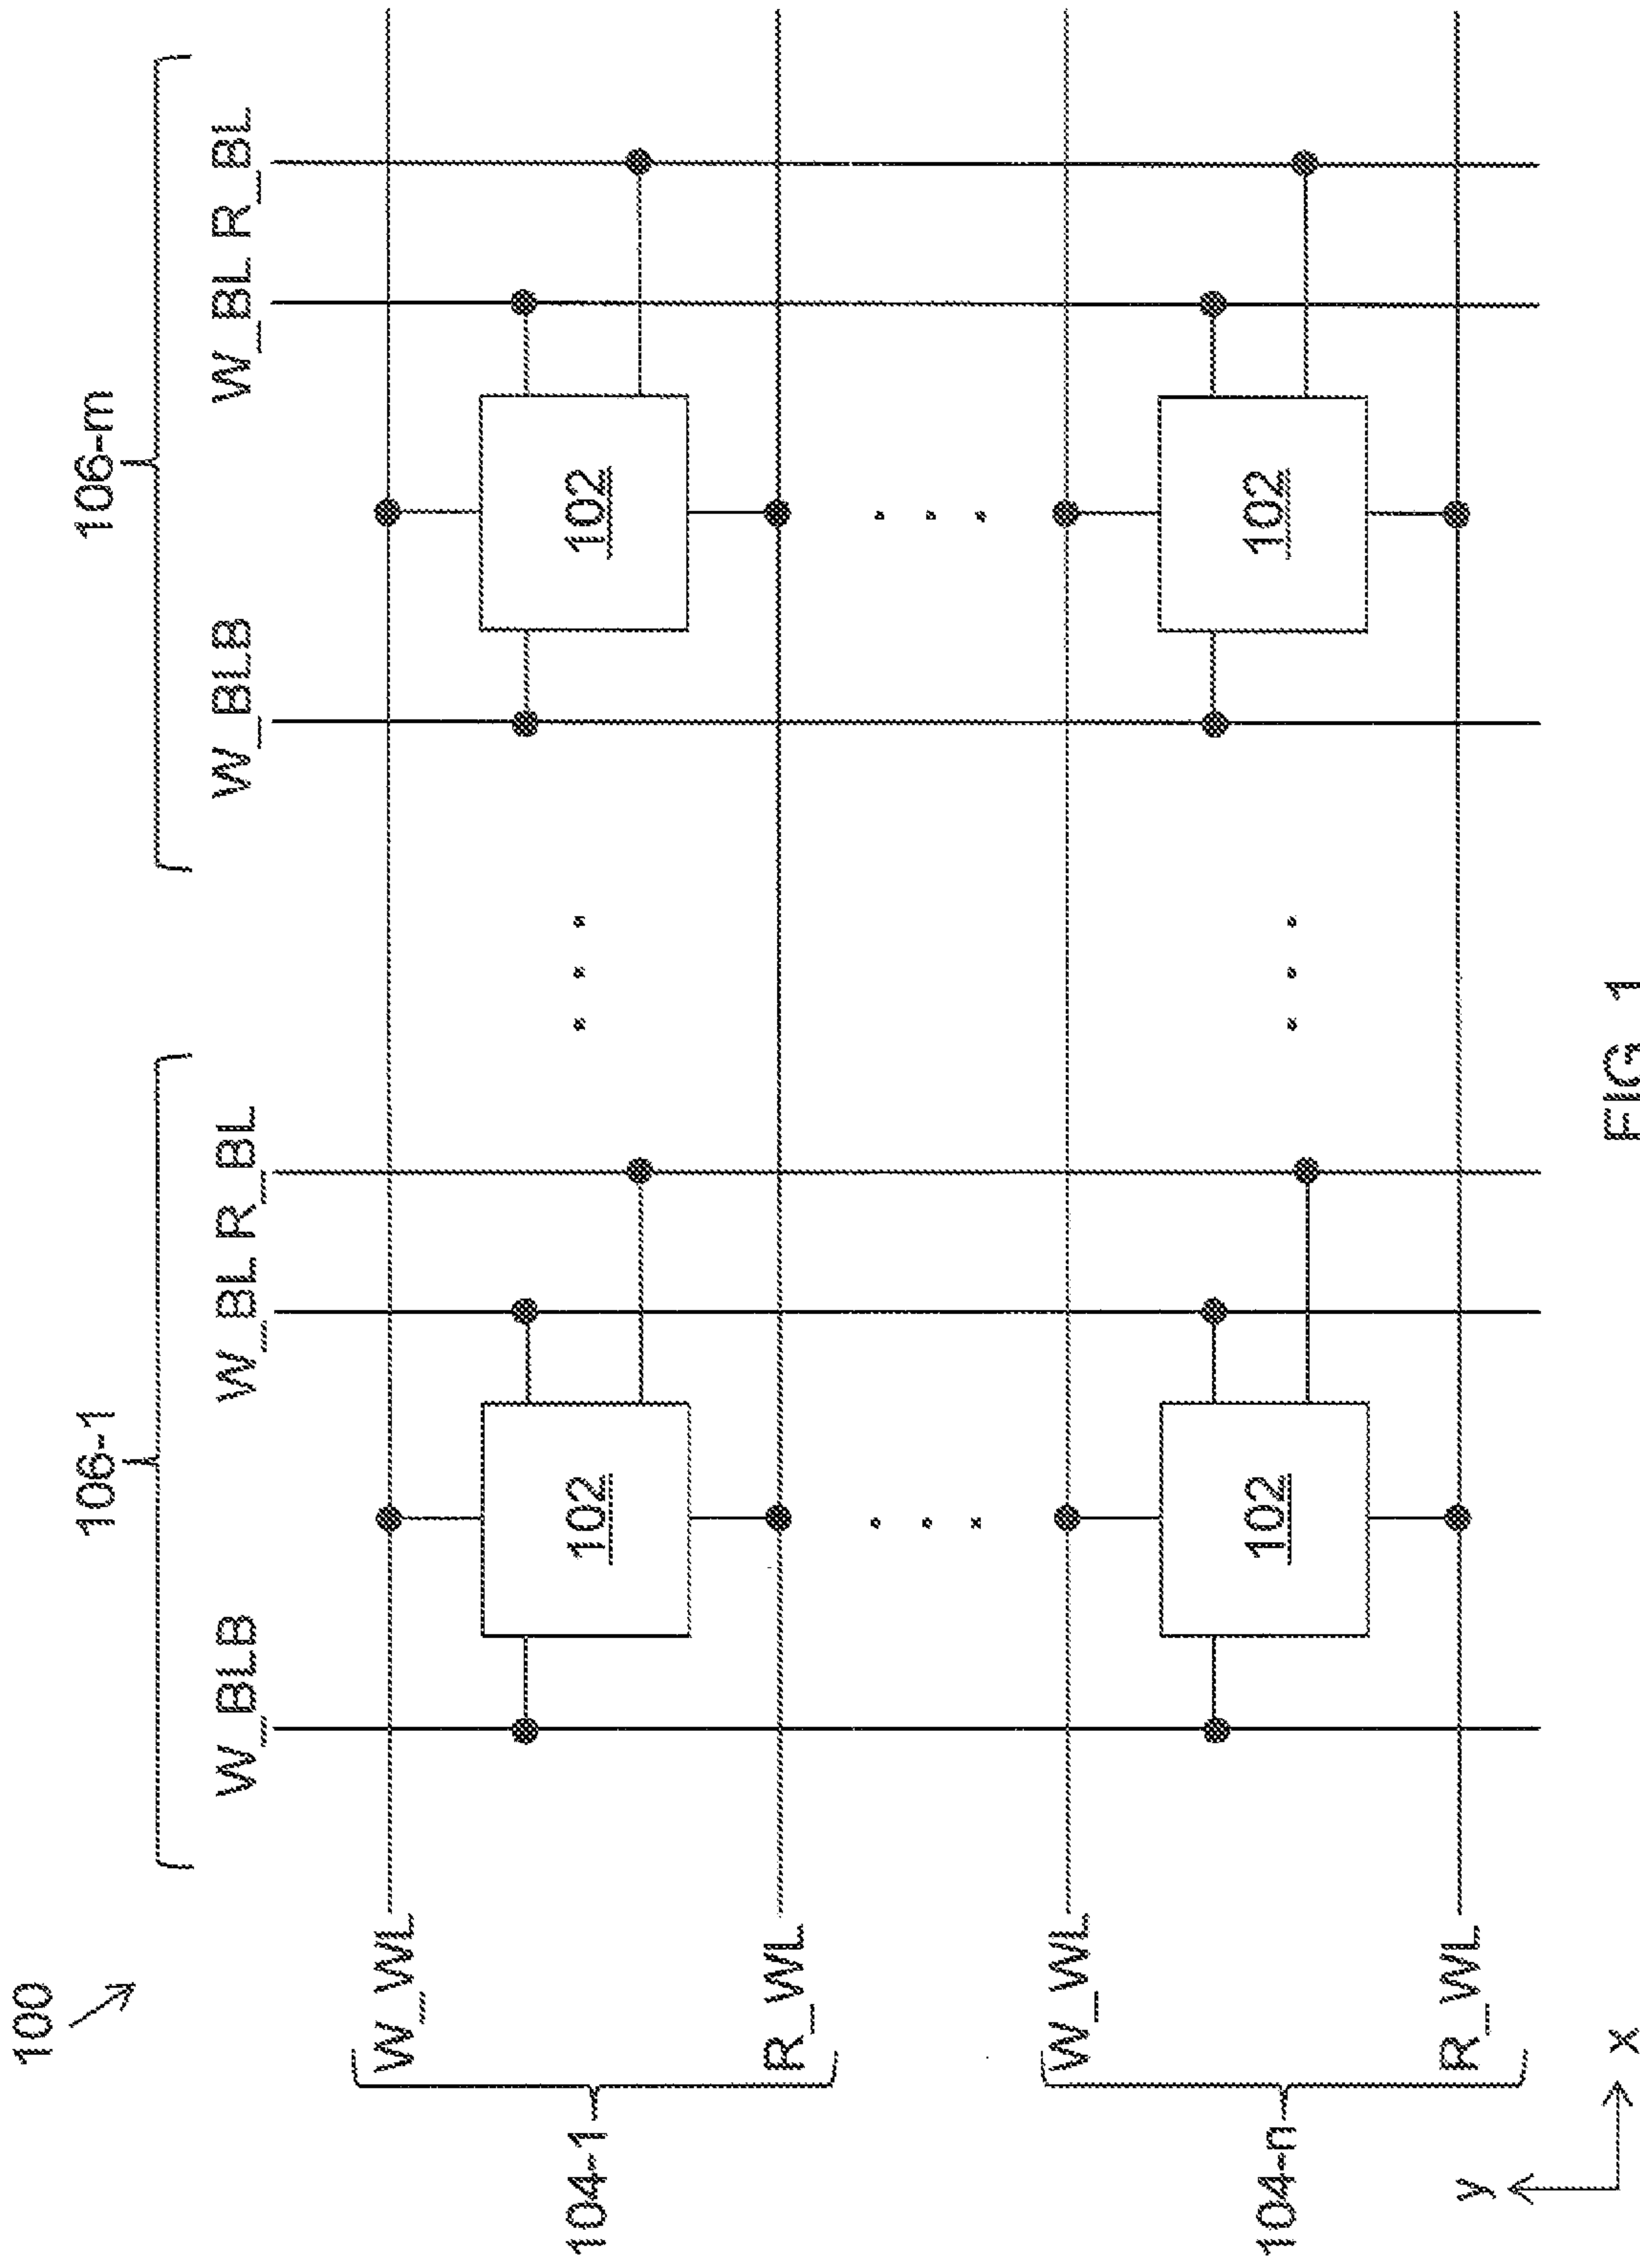 100
106-1
106-m
W_BLB
W_BL R_BL
W_BLB
W_BL R_BL
W_WL
104-1
102
102
R_WL
W_WL
104-n
102
102
R_WL
y
x
FIG 1